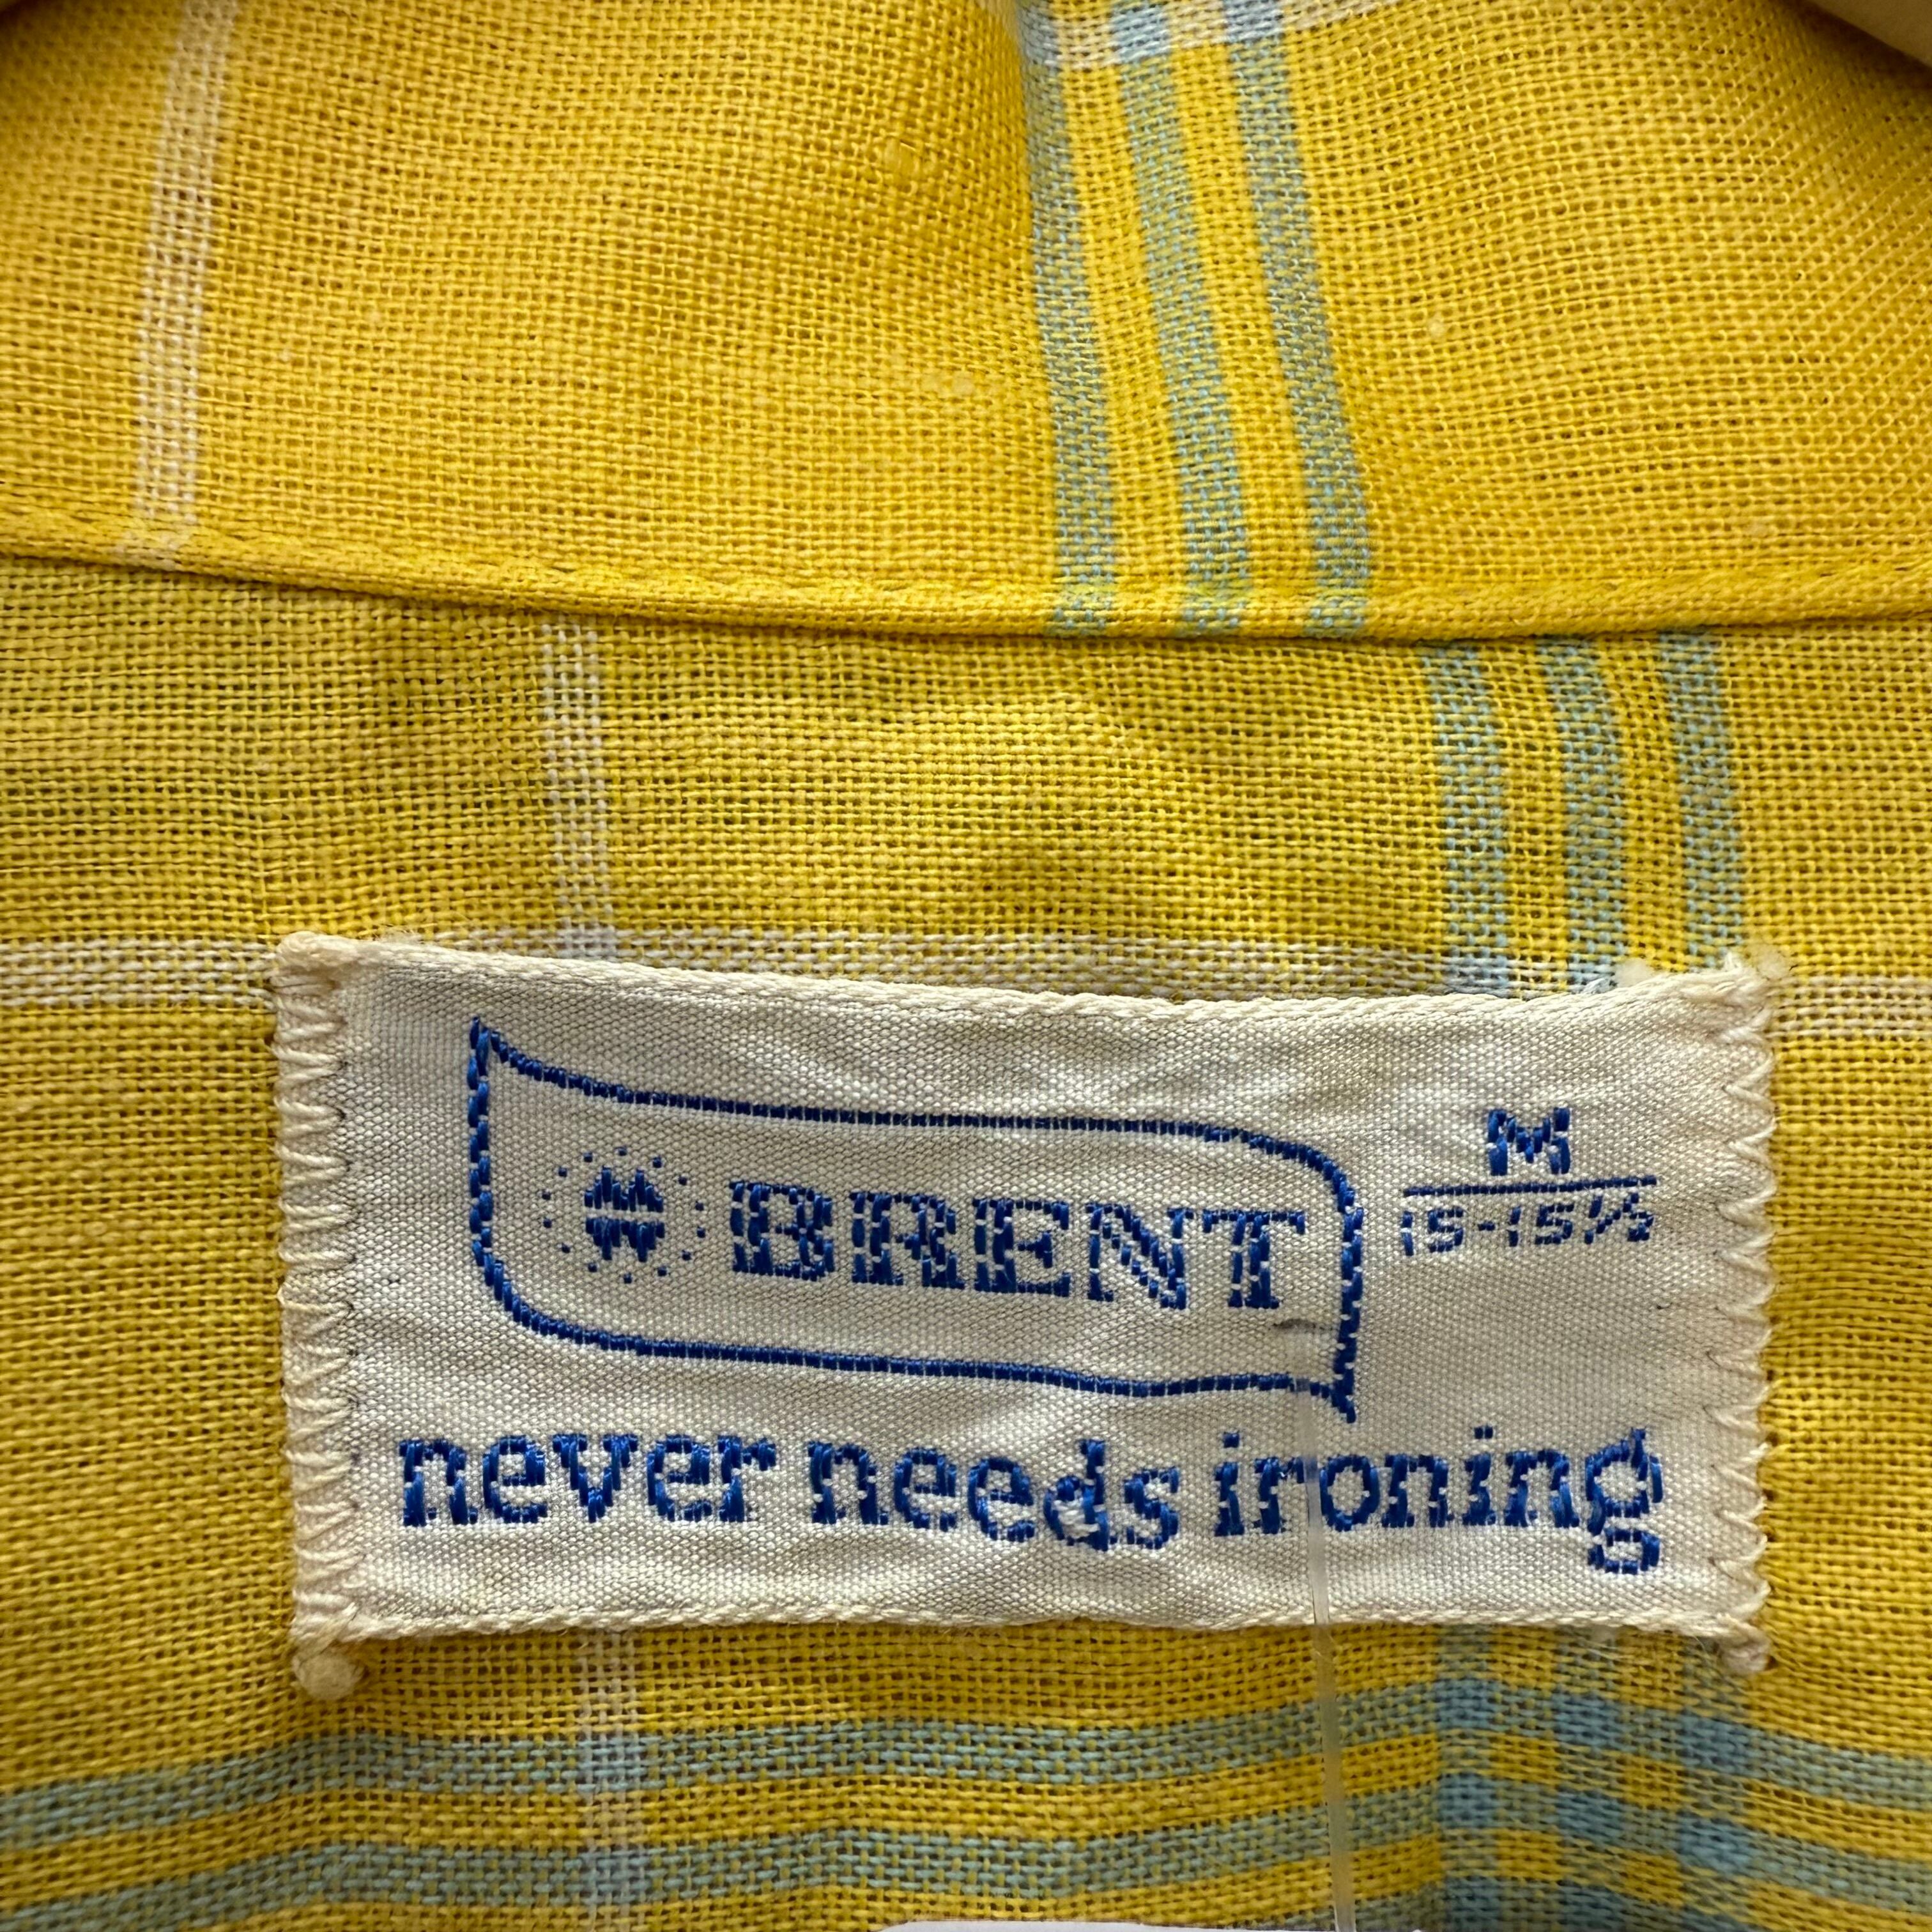 BRENT
M
15-15½
never needs ironing